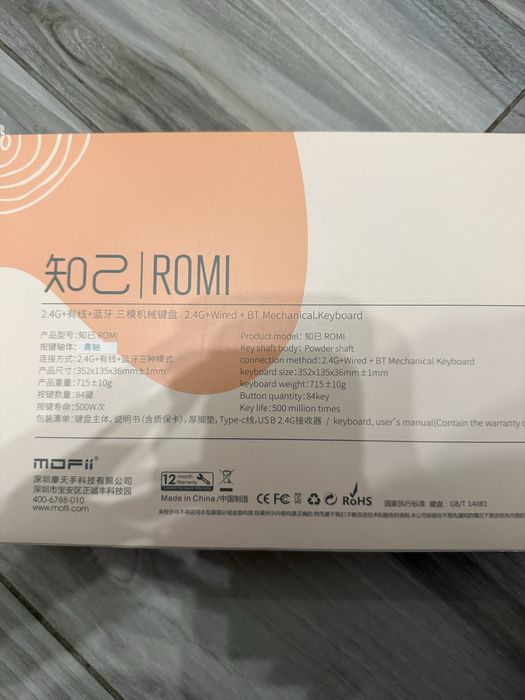 知己|ROMI
2.4G+有线+蓝牙 三模机械键盘 2.4G+Wired + BT Mechanical.Keyboard
产品型号:知已 ROMI
按键轴体: 青轴
连接方式:2.4G+有线+蓝牙三种模式
产品尺寸:352x135x36mm±1mm
产品重量:715±10g
按键数量:84键
按键寿命:500W次
Product model: 知已 ROMI
Key shaft body: Powder shaft
connection method:2.4G+Wired + BT Mechanical Keyboard
keyboard size:352x135x36mm±1mm
keyboard weight:715±10g
Button quantity:84key
Key life:500 million times
包装清单:键盘主体,说明书(含质保卡),厚脚垫,Type-c线,USB 2.4G接收器 / keyboard, user's manual(Contain the warranty
MOFii
深圳摩天手科技有限公司
深圳市宝安区正诚丰科技园
400-6788-010
www.mofii.com
12 month Warranty
Made in China /中国制造
CE FC RoHS
国家执行标准 键盘: GB/T 14081